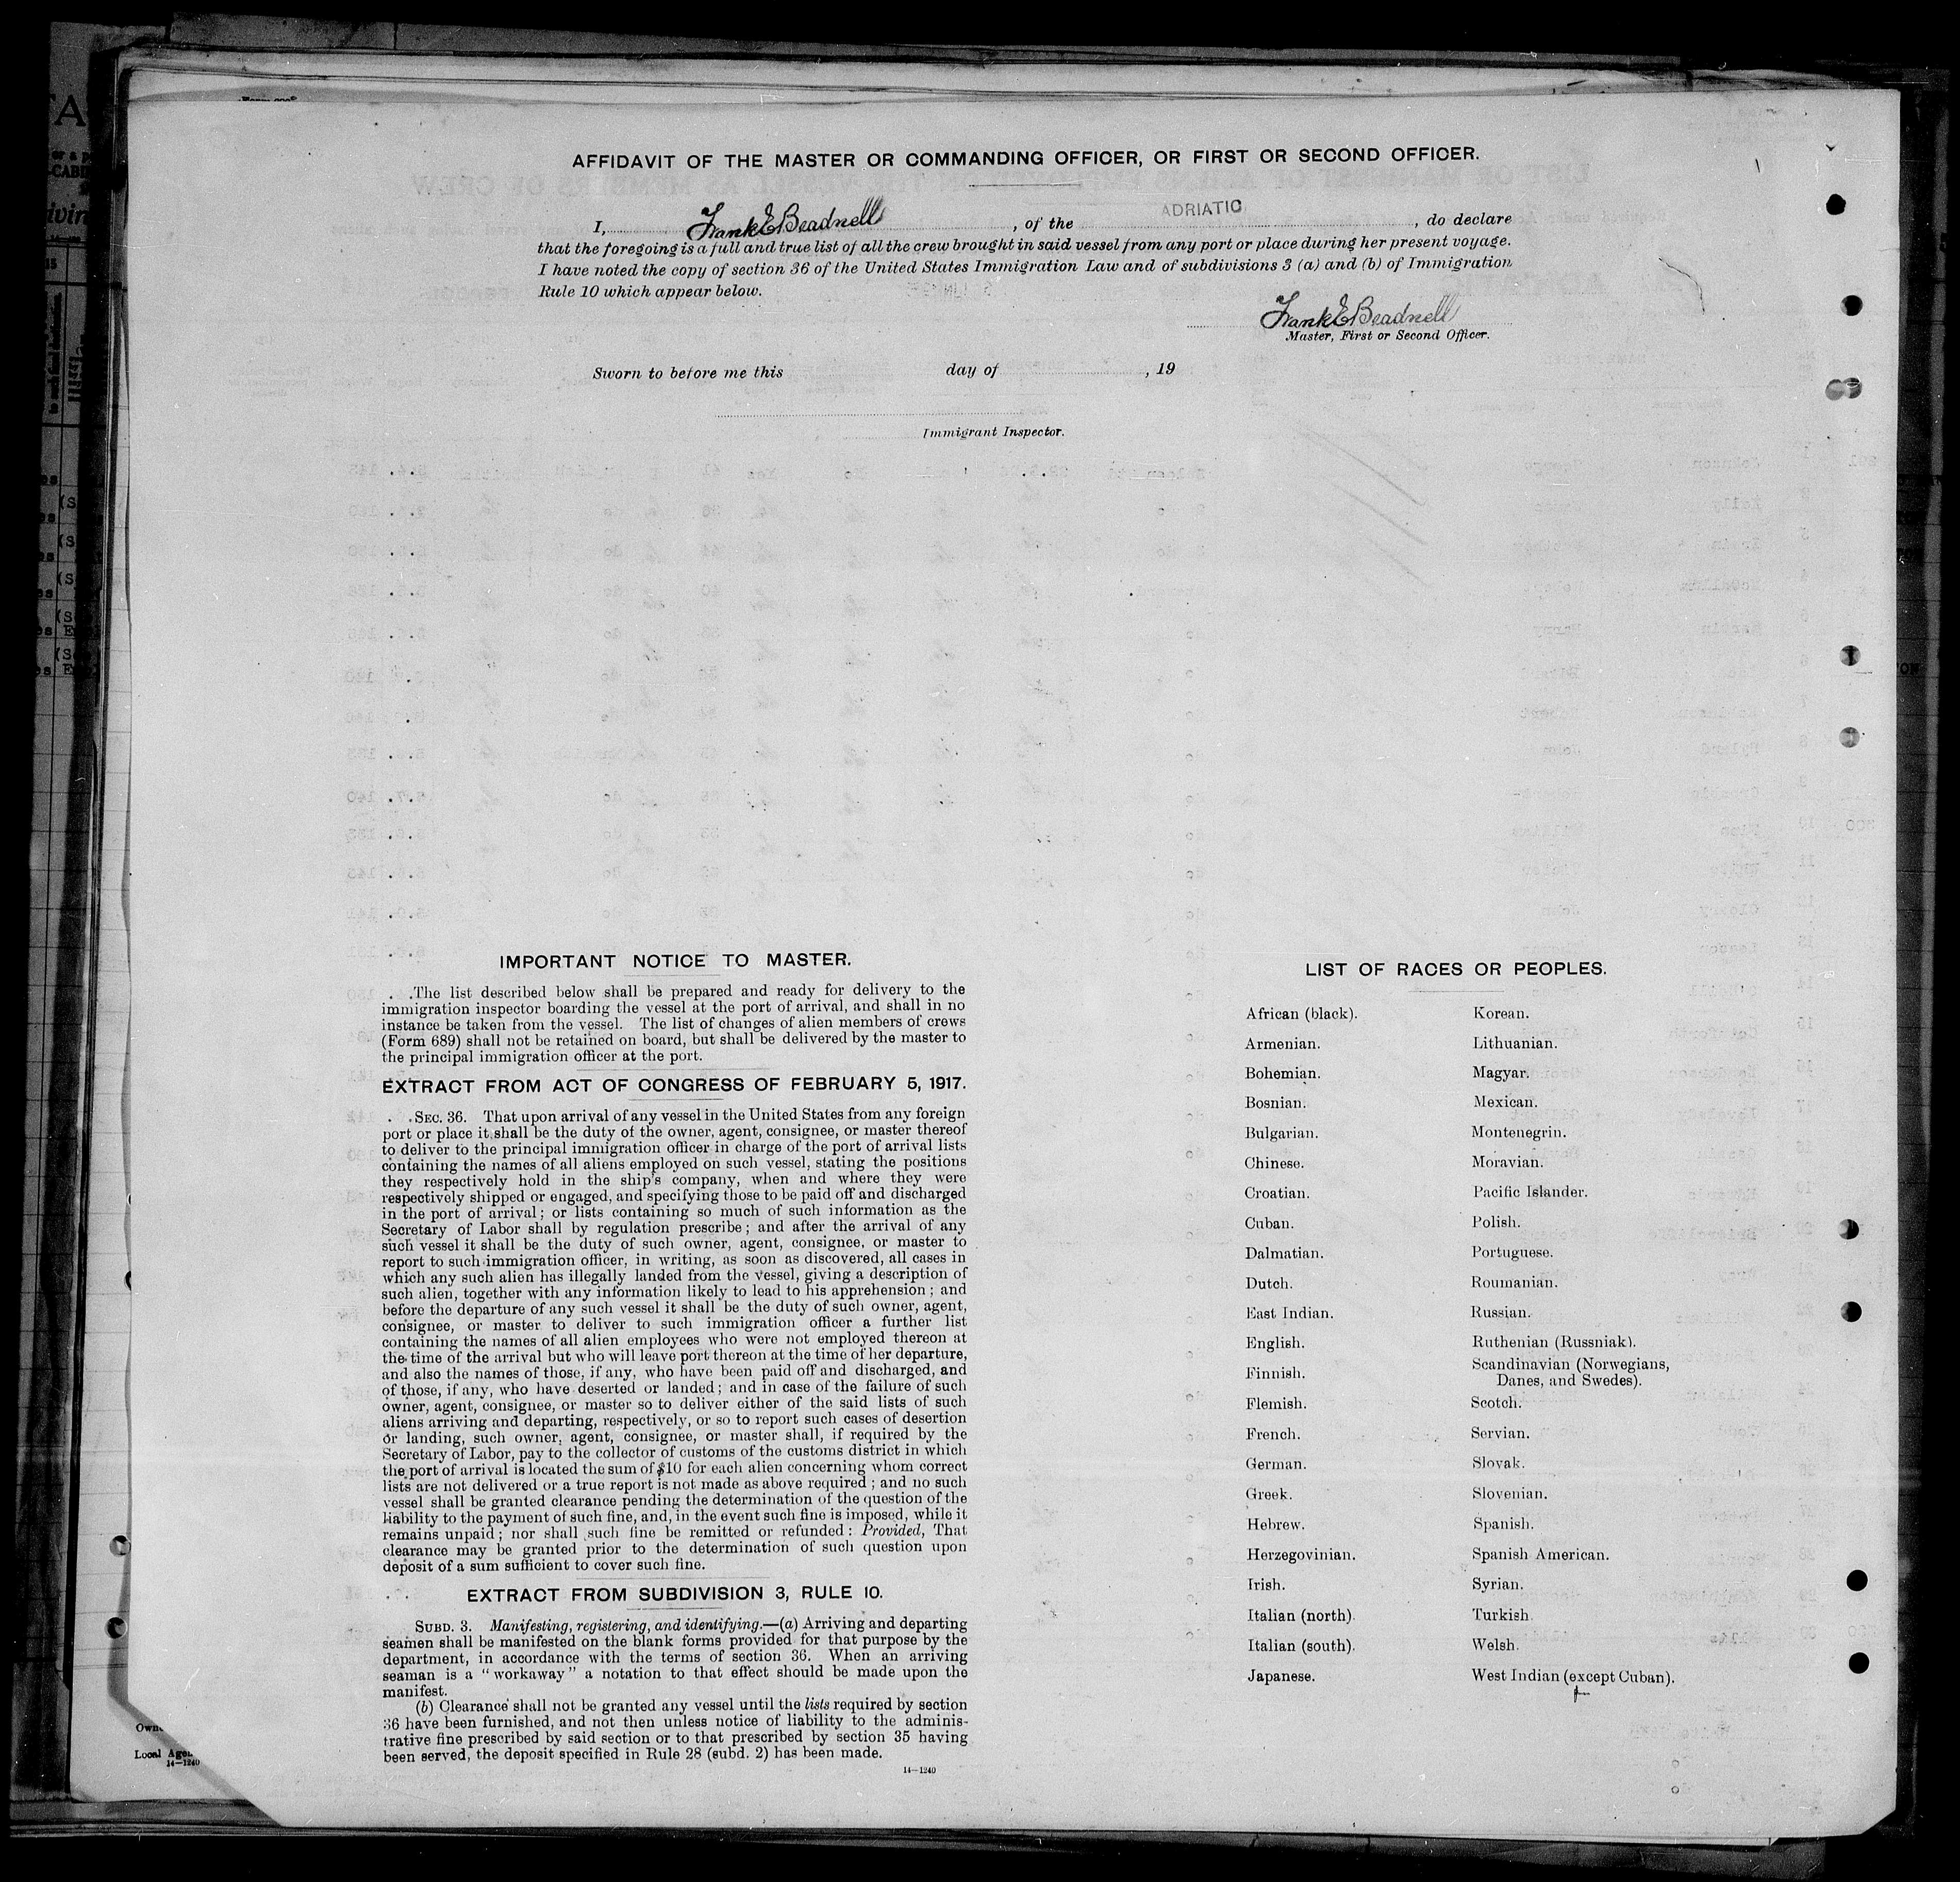 AFFIDAVIT OF THE MASTER OR COMMANDING OFFICER, OR FIRST OR SECOND OFFICER.
I, Frank E Beadnell, of the ADRIATIC, do declare
that the foregoing is a full and true list of all the crew brought in said vessel from any port or place during her present voyage.
I have noted the copy of section 36 of the United States Immigration Law and of subdivisions 3 (a) and (b) of Immigration
Rule 10 which appear below.
Frank E Beadnell
Master, First or Second Officer.
Sworn to before me this day of , 19
Immigrant Inspector.
IMPORTANT NOTICE TO MASTER.
The list described below shall be prepared and ready for delivery to the
immigration inspector boarding the vessel at the port of arrival, and shall in no
instance be taken from the vessel. The list of changes of alien members of crews
(Form 689) shall not be retained on board, but shall be delivered by the master to
the principal immigration officer at the port.
EXTRACT FROM ACT OF CONGRESS OF FEBRUARY 5, 1917.
SEC. 36. That upon arrival of any vessel in the United States from any foreign
port or place it shall be the duty of the owner, agent, consignee, or master thereof
to deliver to the principal immigration officer in charge of the port of arrival lists
containing the names of all aliens employed on such vessel, stating the positions
they respectively hold in the ship's company, when and where they were
respectively shipped or engaged, and specifying those to be paid off and discharged
in the port of arrival; or lists containing so much of such information as the
Secretary of Labor shall by regulation prescribe; and after the arrival of any
such vessel it shall be the duty of such owner, agent, consignee, or master to
report to such immigration officer, in writing, as soon as discovered, all cases in
which any such alien has illegally landed from the vessel, giving a description of
such alien, together with any information likely to lead to his apprehension; and
before the departure of any such vessel it shall be the duty of such owner, agent,
consignee, or master to deliver to such immigration officer a further list
containing the names of all alien employees who were not employed thereon at
the time of the arrival but who will leave port thereon at the time of her departure,
and also the names of those, if any, who have been paid off and discharged, and
of those, if any, who have deserted or landed; and in case of the failure of such
owner, agent, consignee, or master so to deliver either of the said lists of such
aliens arriving and departing, respectively, or so to report such cases of desertion
or landing, such owner, agent, consignee, or master shall, if required by the
Secretary of Labor, pay to the collector of customs of the customs district in which
the port of arrival is located the sum of $10 for each alien concerning whom correct
lists are not delivered or a true report is not made as above required; and no such
vessel shall be granted clearance pending the determination of the question of the
liability to the payment of such fine, and, in the event such fine is imposed, while it
remains unpaid; nor shall such fine be remitted or refunded: Provided, That
clearance may be granted prior to the determination of such question upon
deposit of a sum sufficient to cover such fine.
EXTRACT FROM SUBDIVISION 3, RULE 10.
SUBD. 3. Manifesting, registering, and identifying.—(a) Arriving and departing
seamen shall be manifested on the blank forms provided for that purpose by the
department, in accordance with the terms of section 36. When an arriving
seaman is a "workaway" a notation to that effect should be made upon the
manifest.
(b) Clearance shall not be granted any vessel until the lists required by section
36 have been furnished, and not then unless notice of liability to the adminis-
trative fine prescribed by said section or to that prescribed by section 35 having
been served, the deposit specified in Rule 28 (subd. 2) has been made.
14—1240
LIST OF RACES OR PEOPLES.
African (black).
Armenian.
Bohemian.
Bosnian.
Bulgarian.
Chinese.
Croatian.
Cuban.
Dalmatian.
Dutch.
East Indian.
English.
Finnish.
Flemish.
French.
German.
Greek.
Hebrew.
Herzegovinian.
Irish.
Italian (north).
Italian (south).
Japanese.
Korean.
Lithuanian.
Magyar.
Mexican.
Montenegrin.
Moravian.
Pacific Islander.
Polish.
Portuguese.
Roumanian.
Russian.
Ruthenian (Russniak).
Scandinavian (Norwegians,
Danes, and Swedes).
Scotch.
Servian.
Slovak.
Slovenian.
Spanish.
Spanish American.
Syrian.
Turkish.
Welsh.
West Indian (except Cuban).
Local
14—1240